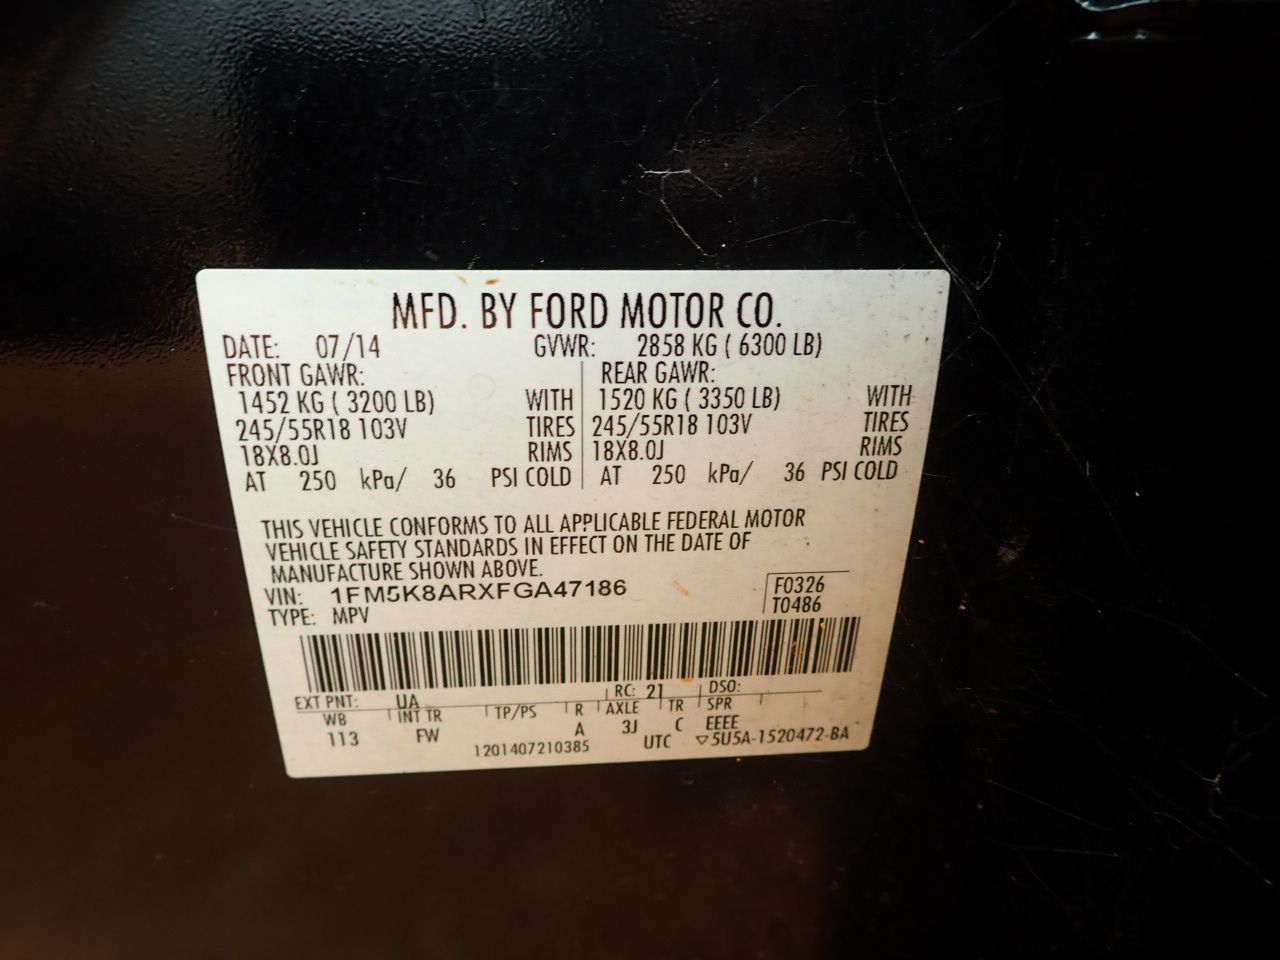 MFD. BY FORD MOTOR CO.
DATE: 07/14 GVWR: 2858 KG ( 6300 LB)
FRONT GAWR: REAR GAWR:
1452 KG ( 3200 LB) WITH 1520 KG ( 3350 LB) WITH
245/55R18 103V TIRES 245/55R18 103V TIRES
18X8.0J RIMS 18X8.0J RIMS
AT 250 kPa/ 36 PSI COLD AT 250 kPa/ 36 PSI COLD
THIS VEHICLE CONFORMS TO ALL APPLICABLE FEDERAL MOTOR
VEHICLE SAFETY STANDARDS IN EFFECT ON THE DATE OF
MANUFACTURE SHOWN ABOVE.
VIN: 1FM5K8ARXFGA47186 F0326
TYPE: MPV T0486
EXT PNT: UA RC: 21 DSO:
WB INT TR TP/PS R AXLE TR SPR
113 FW A 3J C EEEE
1201407210385 UTC ▽5U5A-1520472-BA